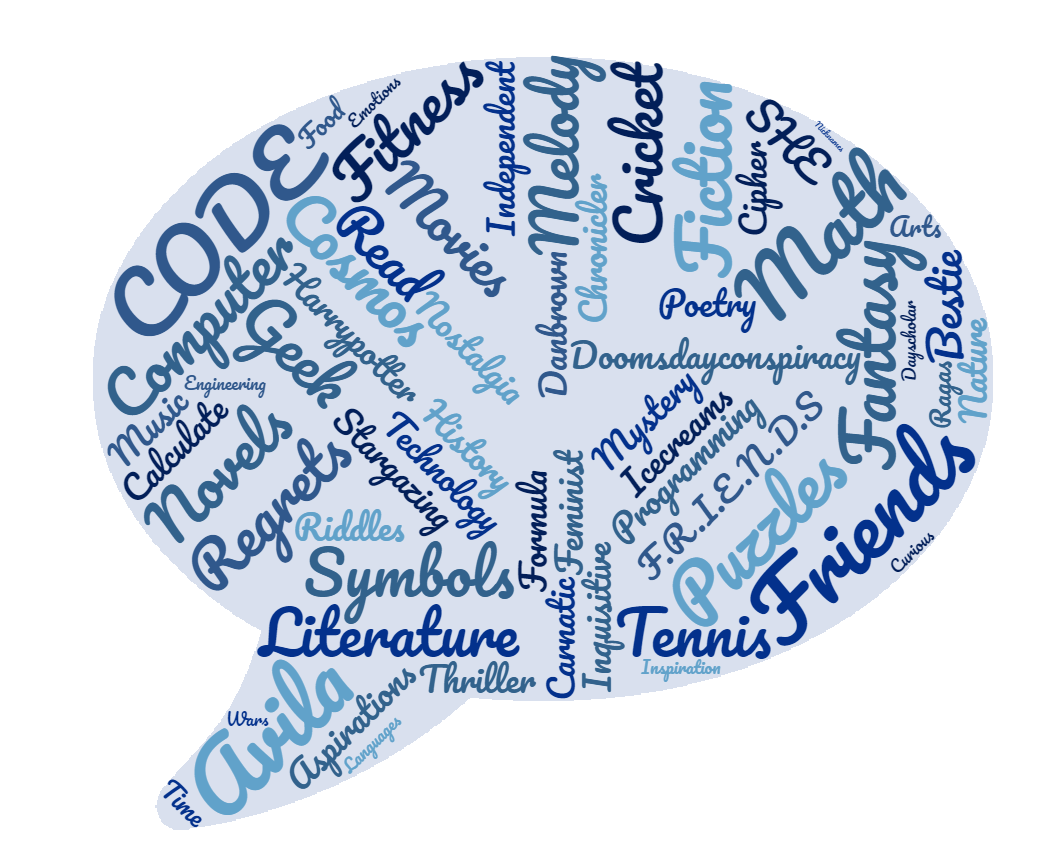 CODE
Food
Emotions
Fitness
Independent
Melody
Cricket
Fiction
SHE
Nicknames
Cipher
Math
Arts
Movies
Cosmos
Read
Chronicler
Computer
Geek
Harrypotter
Nostalgia
Danbrown
Poetry
Doomsdayconspiracy
Fantasy
Dayscholar
Bestie
Ragas
Nature
Engineering
Music
Calculate
Novels
Regrets
Stargazing
Technology
History
Mystery
Icecreams
Programming
F.R.I.E.N.D.S
Puzzles
Friends
Curious
Riddles
Symbols
Formula
Feminist
Literature
Carnatic
Inquisitive
Tennis
Inspiration
Thriller
Avila
Aspirations
Languages
Wars
Time